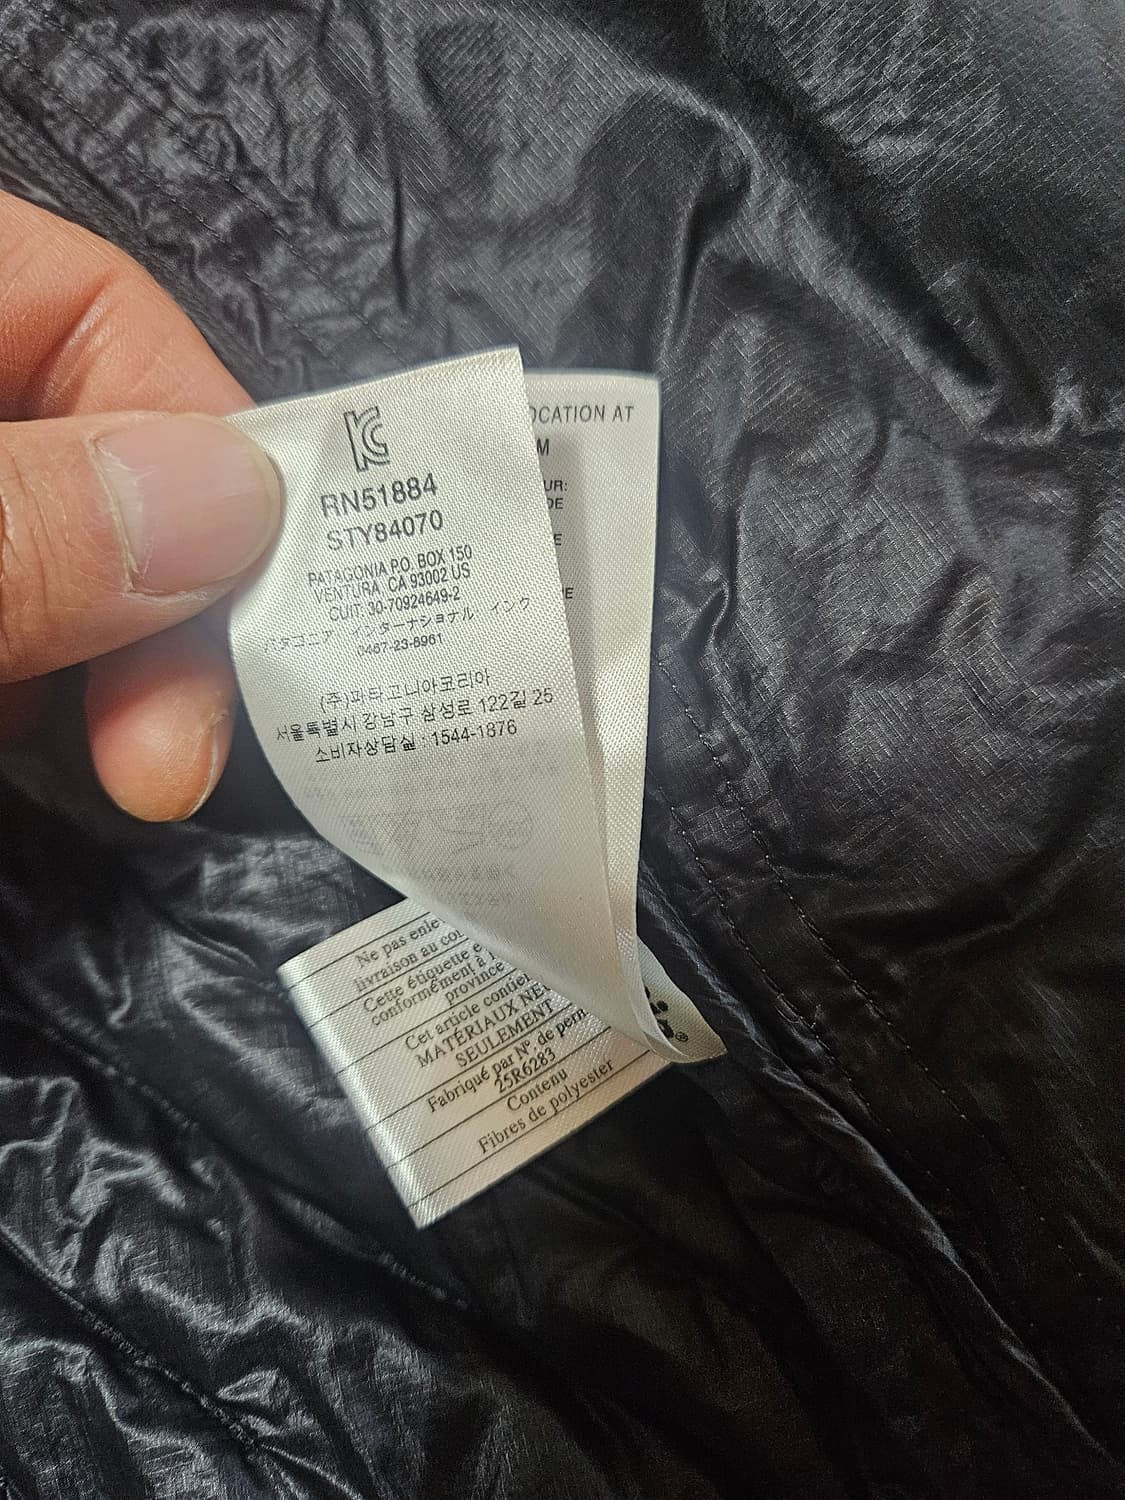 RN51884
STY84070
PATAGONIA P.O. BOX 150
VENTURA, CA 93002 US
CUIT: 30-70924649-2
パタゴニア インターナショナル インク
0467-23-8961
(주)파타고니아코리아
서울특별시 강남구 삼성로 122길 25
소비자상담실 : 1544-1876
OCATION AT
M
UR:
DE
E
E
Ne pas enle
livraison au co
Cette étiquette e
conformément à l
province
Cet article contie
MATÉRIAUX NE
SEULEMENT
Fabriqué par N°. de perm
25R6283
Contenu
Fibres de polyester